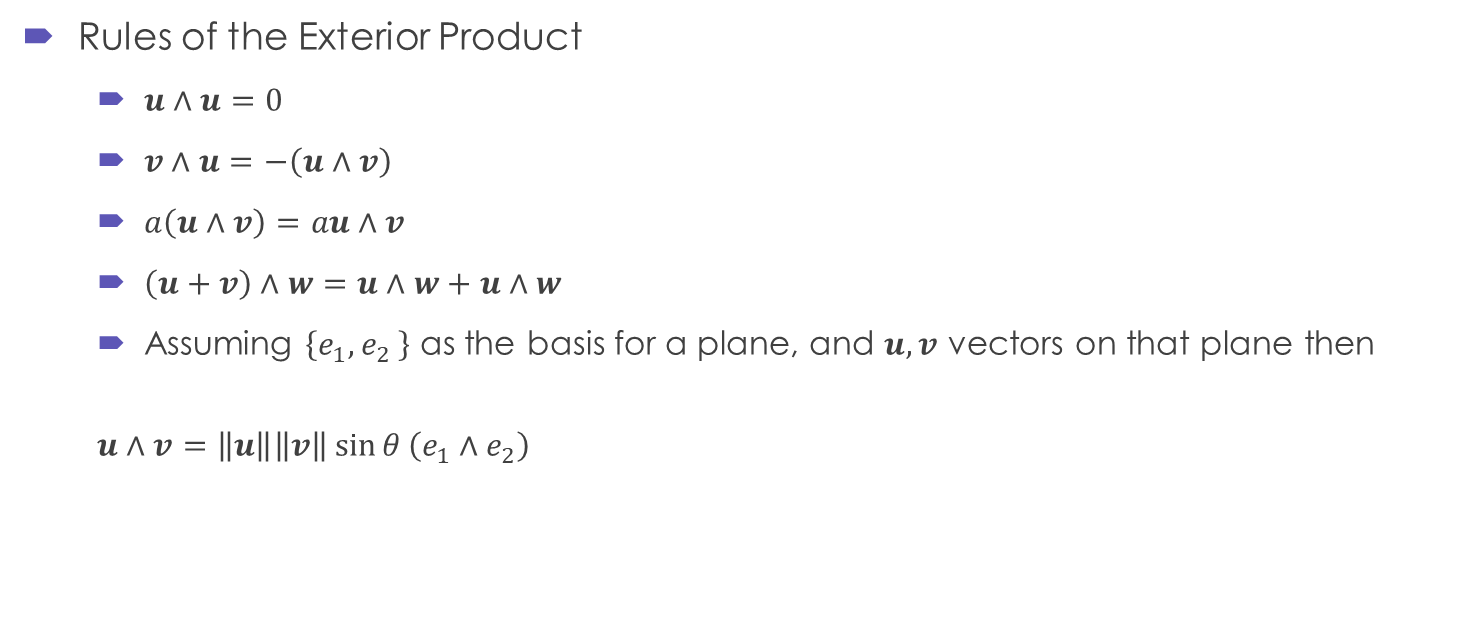 Rules of the Exterior Product
𝒖 ∧ 𝒖 = 0
𝒗 ∧ 𝒖 = −(𝒖 ∧ 𝒗)
𝑎(𝒖 ∧ 𝒗) = 𝑎𝒖 ∧ 𝒗
(𝒖 + 𝒗) ∧ 𝒘 = 𝒖 ∧ 𝒘 + 𝒖 ∧ 𝒘
Assuming {𝑒₁, 𝑒₂ } as the basis for a plane, and 𝒖, 𝒗 vectors on that plane then
𝒖 ∧ 𝒗 = ‖𝒖‖‖𝒗‖ sin 𝜃 (𝑒₁ ∧ 𝑒₂)